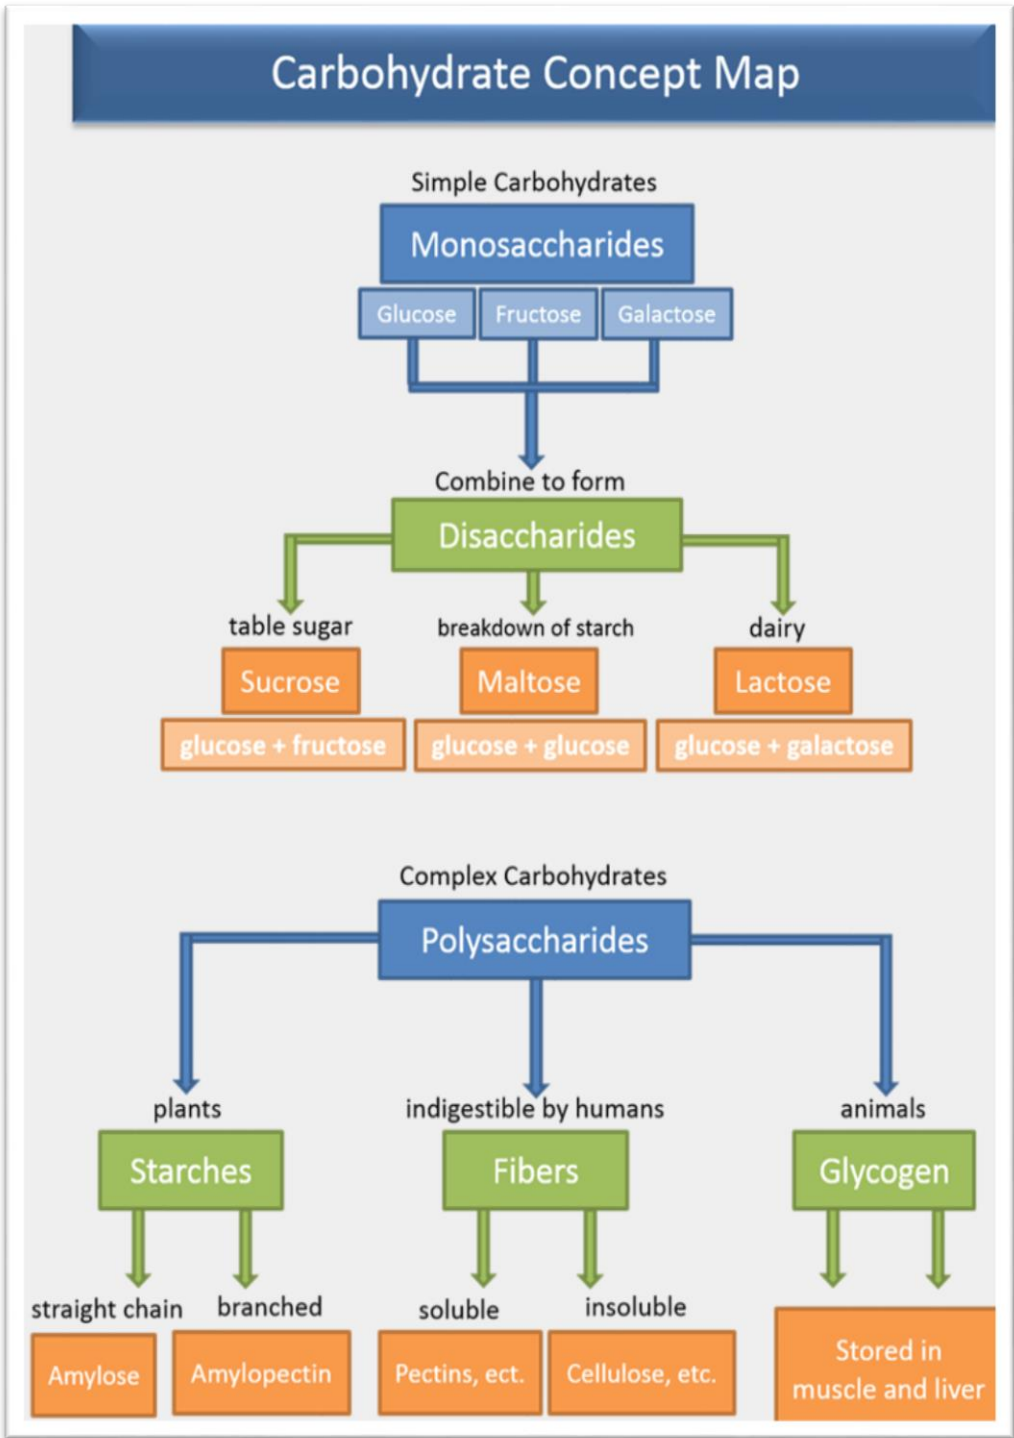 Carbohydrate Concept Map
Simple Carbohydrates
Monosaccharides
Glucose
Fructose
Galactose
Combine to form
Disaccharides
table sugar
breakdown of starch
dairy
Sucrose
Maltose
Lactose
glucose + fructose
glucose + glucose
glucose + galactose
Complex Carbohydrates
Polysaccharides
plants
indigestible by humans
animals
Starches
Fibers
Glycogen
straight chain
branched
soluble
insoluble
Amylose
Amylopectin
Pectins, ect.
Cellulose, etc.
Stored in
muscle and liver